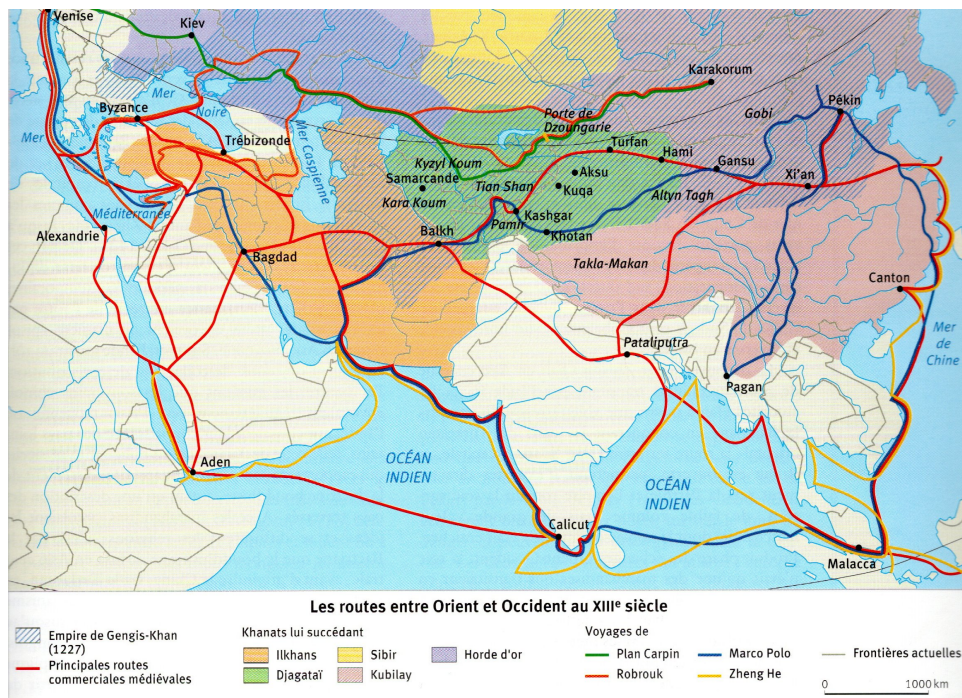 Venise
Kiev
Karakorum
Mer
Byzance
Noire
Trébizonde
Mer
Mer Caspienne
Porte de
Dzoungarie
Gobi
Pékin
Turfan
Hami
Gansu
Kyzyl Koum
Samarcande
Kara Koum
Tian Shan
Aksu
Kuqa
Altyn Tagh
Xi'an
Méditerranée
Alexandrie
Bagdad
Balkh
Pamir
Kashgar
Khotan
Takla-Makan
Canton
Pataliputra
Mer
de
Chine
Pagan
Aden
OCÉAN
INDIEN
OCÉAN
INDIEN
Calicut
Malacca
Les routes entre Orient et Occident au XIIIe siècle
Empire de Gengis-Khan
(1227)
Principales routes
commerciales médiévales
Khanats lui succédant
Ilkhans
Sibir
Horde d'or
Djagataï
Kubilay
Voyages de
Plan Carpin
Marco Polo
Robrouk
Zheng He
Frontières actuelles
0 1000 km